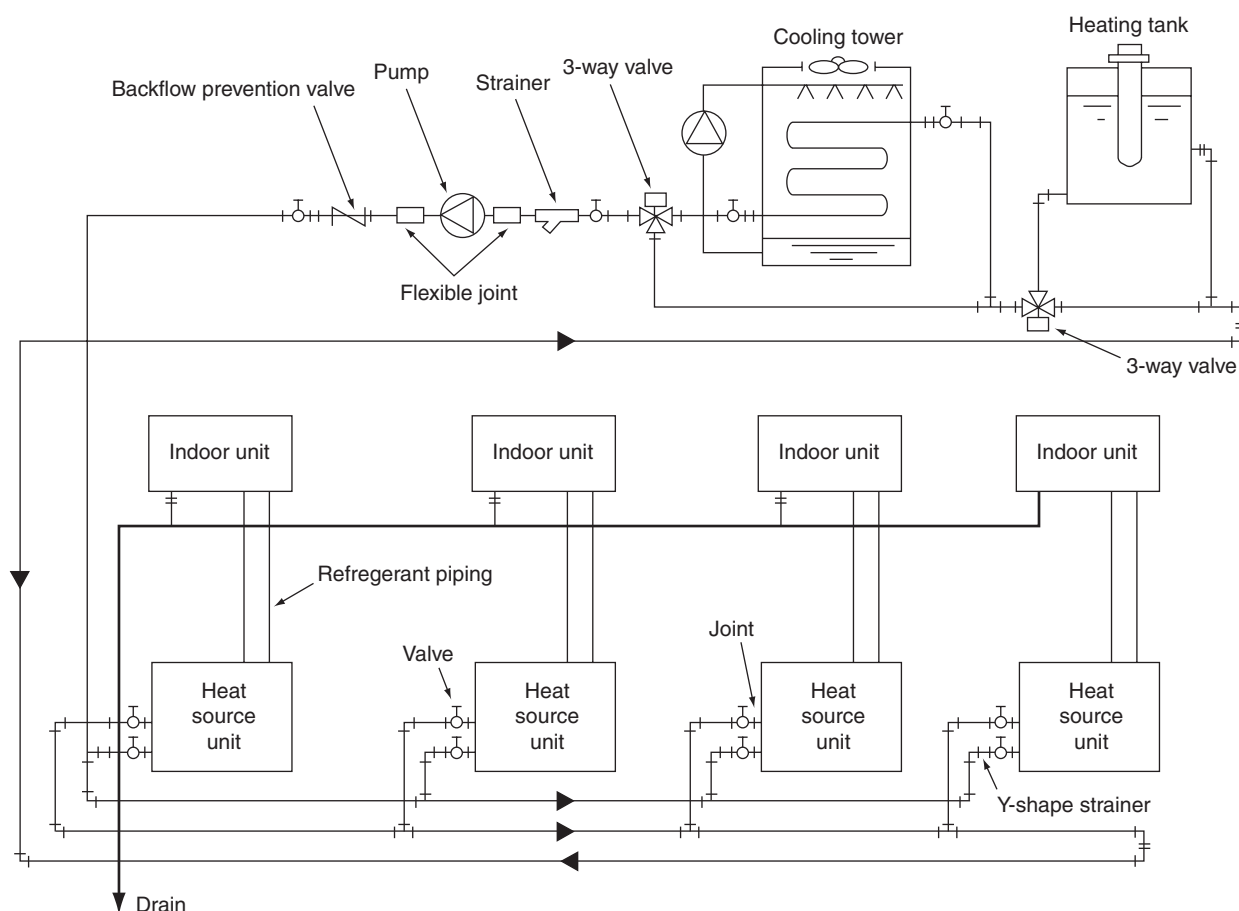 Cooling tower
Heating tank
3-way valve
Pump
Strainer
Backflow prevention valve
Flexible joint
3-way valve
Indoor unit
Indoor unit
Indoor unit
Indoor unit
Refregerant piping
Valve
Joint
Heat
source
unit
Heat
source
unit
Heat
source
unit
Heat
source
unit
Y-shape strainer
Drain